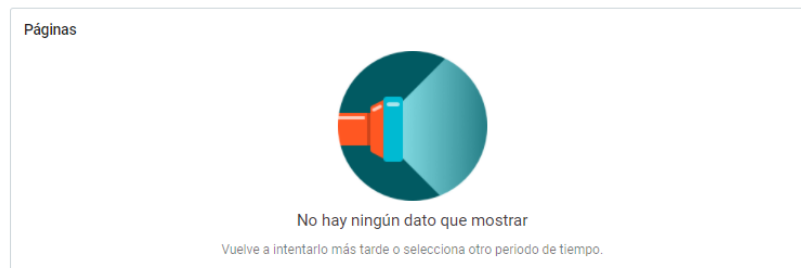 Páginas
No hay ningún dato que mostrar
Vuelve a intentarlo más tarde o selecciona otro periodo de tiempo.